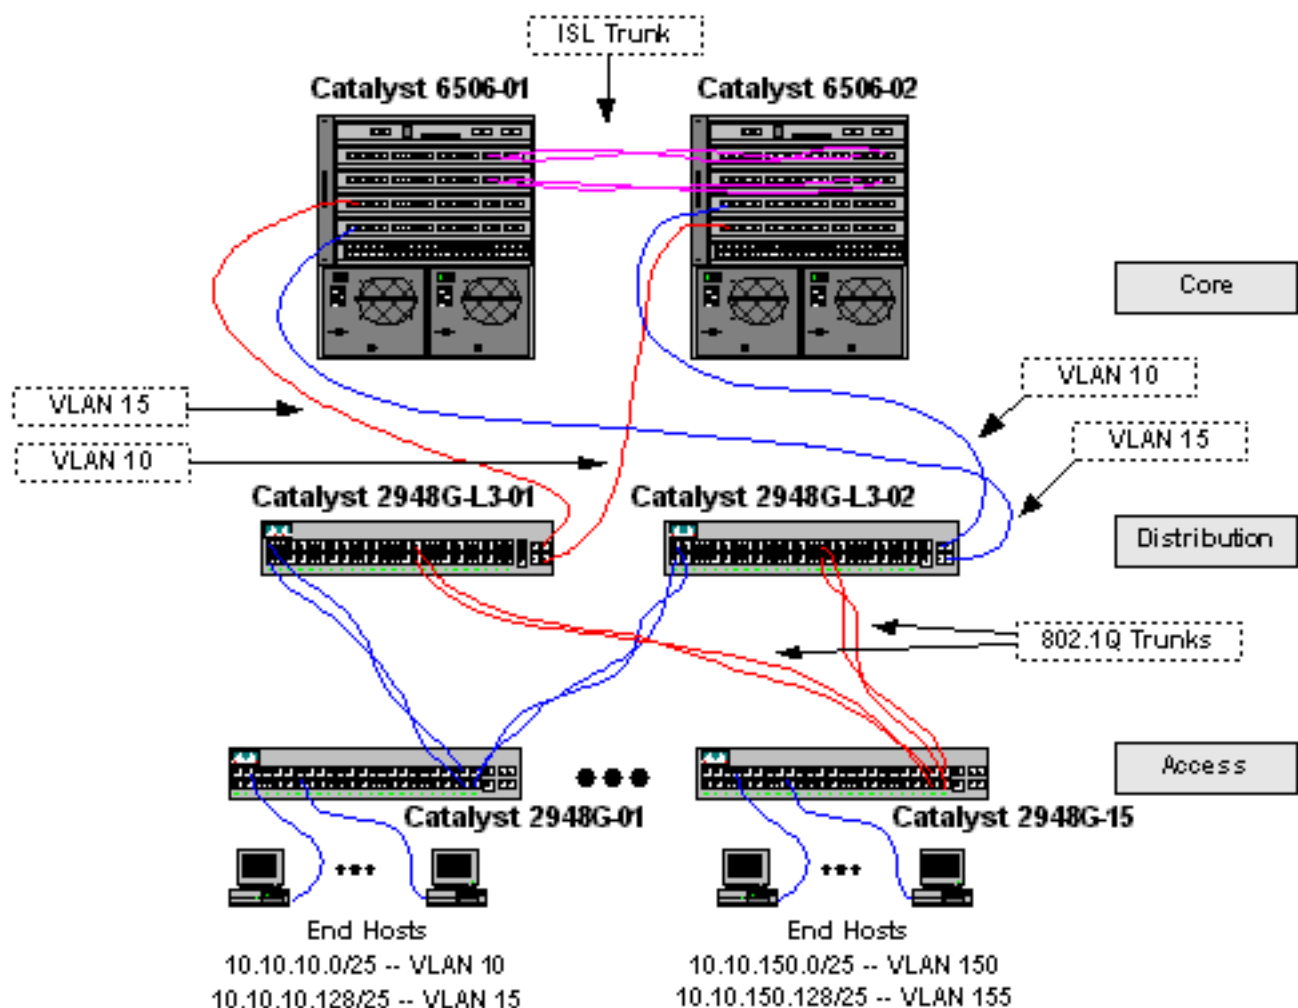 ISL Trunk
Catalyst 6506-01
Catalyst 6506-02
Core
VLAN 10
VLAN 15
VLAN 15
VLAN 10
Catalyst 2948G-L3-01
Catalyst 2948G-L3-02
Distribution
802.1Q Trunks
Access
Catalyst 2948G-01
Catalyst 2948G-15
End Hosts
10.10.10.0/25 -- VLAN 10
10.10.10.128/25 -- VLAN 15
End Hosts
10.10.150.0/25 -- VLAN 150
10.10.150.128/25 -- VLAN 155